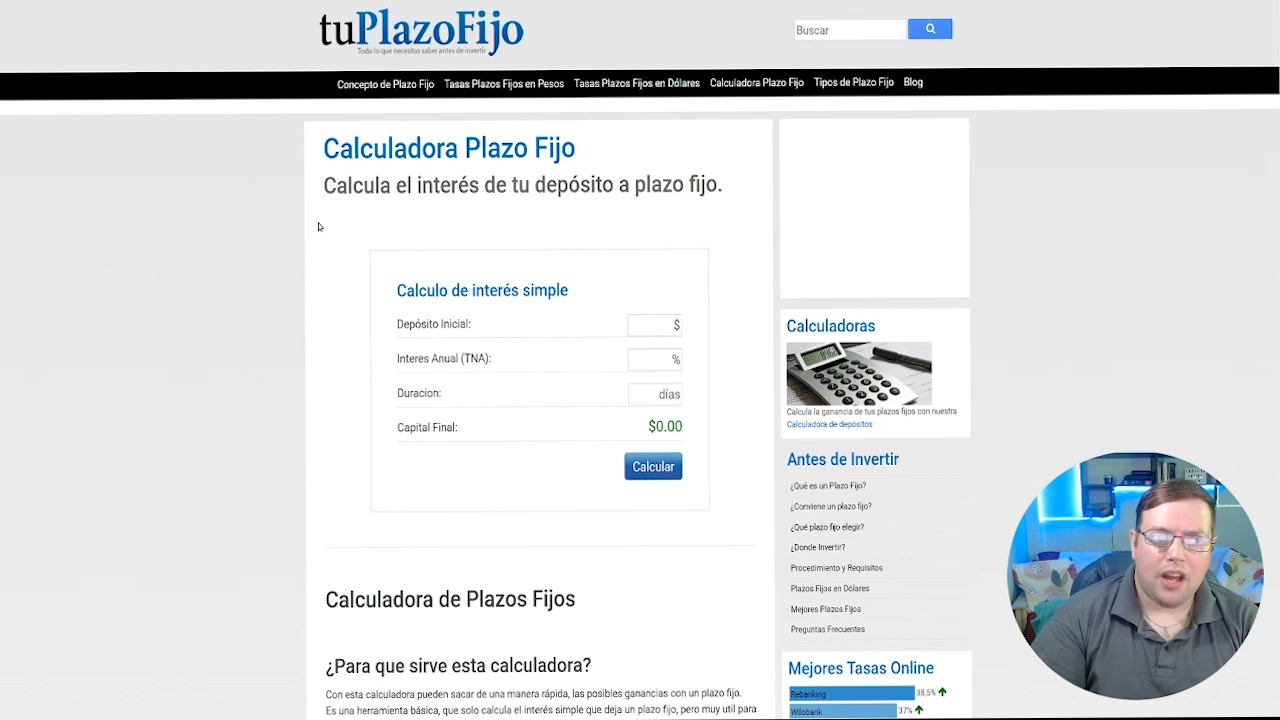 tuPlazoFijo
Todo lo que necesitas saber antes de invertir
Buscar
Concepto de Plazo Fijo Tasas Plazos Fijos en Pesos Tasas Plazos Fijos en Dólares Calculadora Plazo Fijo Tipos de Plazo Fijo Blog
Calculadora Plazo Fijo
Calcula el interés de tu depósito a plazo fijo.
Calculo de interés simple
Depósito Inicial: $
Interes Anual (TNA): %
Duracion: días
Capital Final: $0.00
Calcular
Calculadora de Plazos Fijos
¿Para que sirve esta calculadora?
Con esta calculadora pueden sacar de una manera rápida, las posibles ganancias con un plazo fijo.
Es una herramienta básica, que solo calcula el interés simple que deja un plazo fijo, pero muy util para
Calculadoras
Calcula la ganancia de tus plazos fijos con nuestra
Calculadora de depósitos
Antes de Invertir
¿Qué es un Plazo Fijo?
¿Conviene un plazo fijo?
¿Qué plazo fijo elegir?
¿Donde Invertir?
Procedimiento y Requisitos
Plazos Fijos en Dólares
Mejores Plazos Fijos
Preguntas Frecuentes
Mejores Tasas Online
Rebanking 38,5%
Wilobank 37%